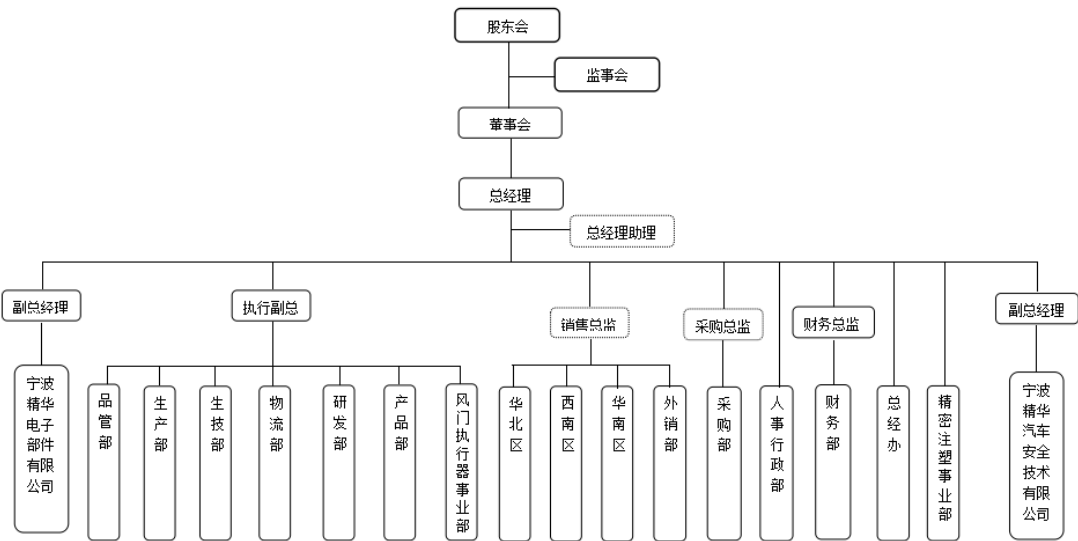 股东会
监事会
董事会
总经理
总经理助理
副总经理
执行副总
销售总监
采购总监
财务总监
副总经理
宁波
精华
电子
部件
有限
公司
品管部
生产部
生技部
物流部
研发部
产品部
风门执行器事业部
华北区
西南区
华南区
外销部
采购部
人事行政部
财务部
总经办
精密注塑事业部
宁波
精华
汽车
安全
技术
有限
公司